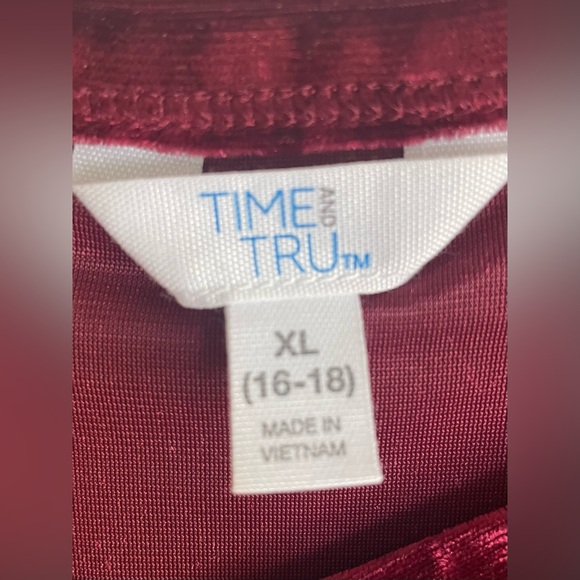 TIME AND
TRU™
XL
(16-18)
MADE IN
VIETNAM